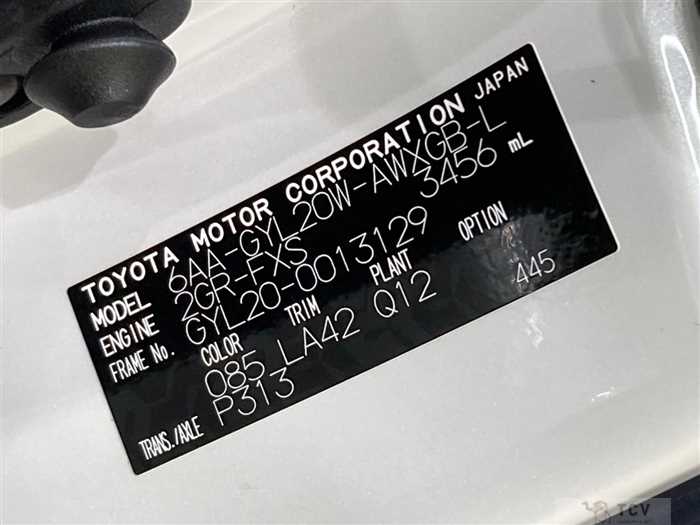 TOYOTA MOTOR CORPORATION JAPAN
MODEL 6AA-GYL20W-AWXGB-L
ENGINE 2GR-FXS 3456 mL
FRAME No. GYL20-0013129
COLOR TRIM PLANT OPTION
085 LA42 Q12 445
TRANS./AXLE P313
TCV